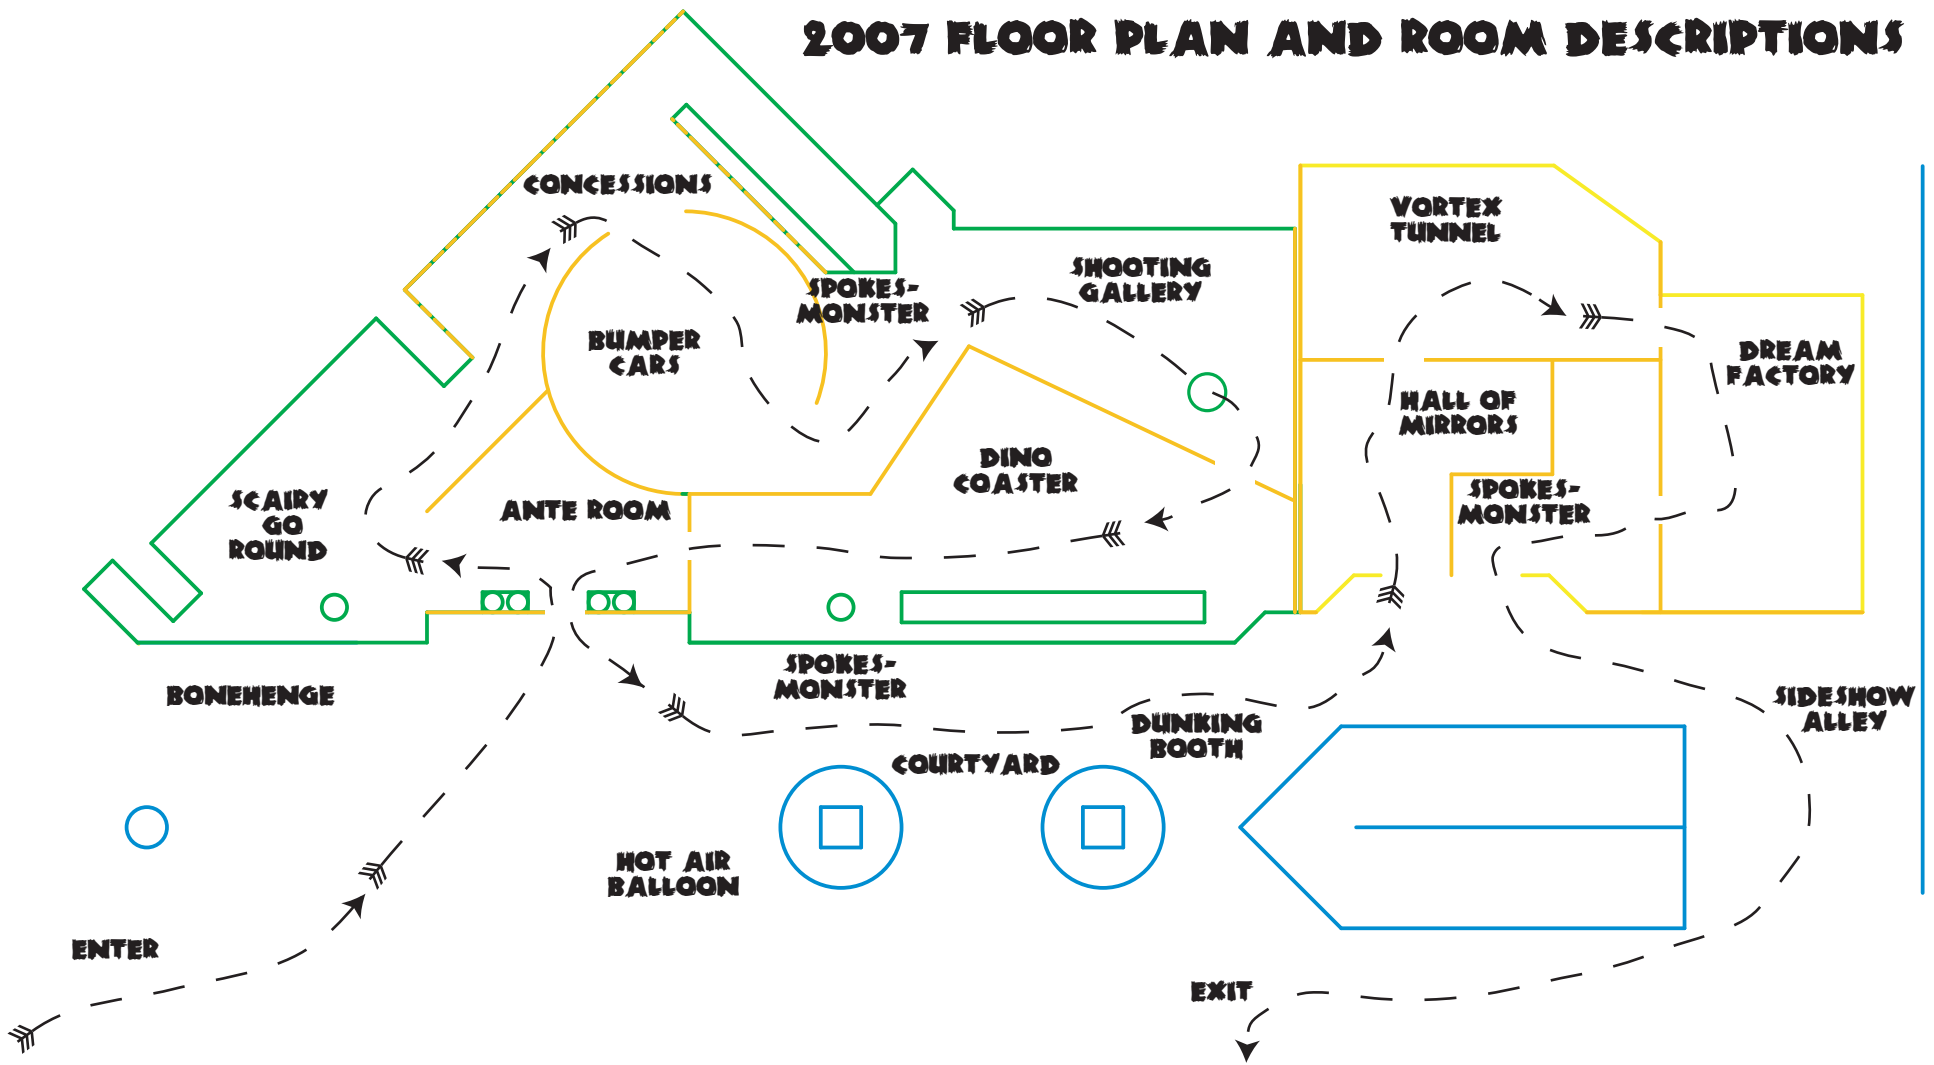 2007 FLOOR PLAN AND ROOM DESCRIPTIONS
CONCESSIONS
VORTEX
TUNNEL
SHOOTING
GALLERY
SPOKES-
MONSTER
BUMPER
CARS
DREAM
FACTORY
HALL OF
MIRRORS
DINO
COASTER
SCAIRY
GO
ROUND
ANTE ROOM
SPOKES-
MONSTER
BONEHENGE
SPOKES-
MONSTER
SIDESHOW
ALLEY
DUNKING
BOOTH
COURTYARD
HOT AIR
BALLOON
ENTER
EXIT